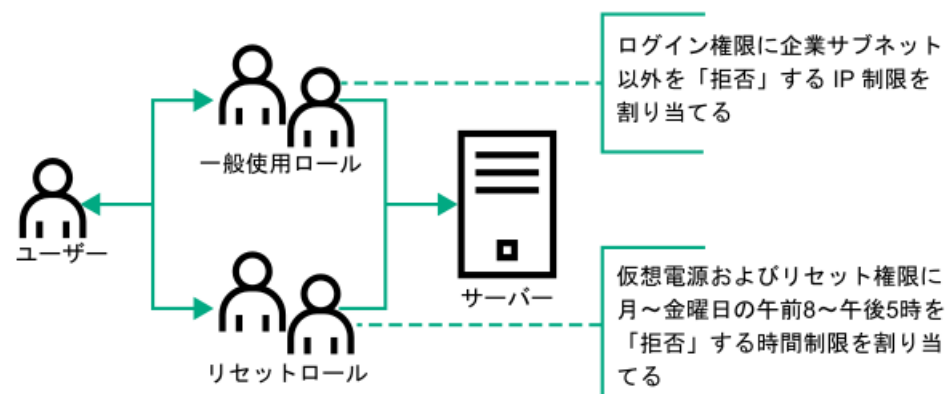 ログイン権限に企業サブネット
以外を「拒否」する IP 制限を
割り当てる
一般使用ロール
ユーザー
サーバー
仮想電源およびリセット権限に
月～金曜日の午前8～午後5時を
「拒否」する時間制限を割り当
てる
リセットロール